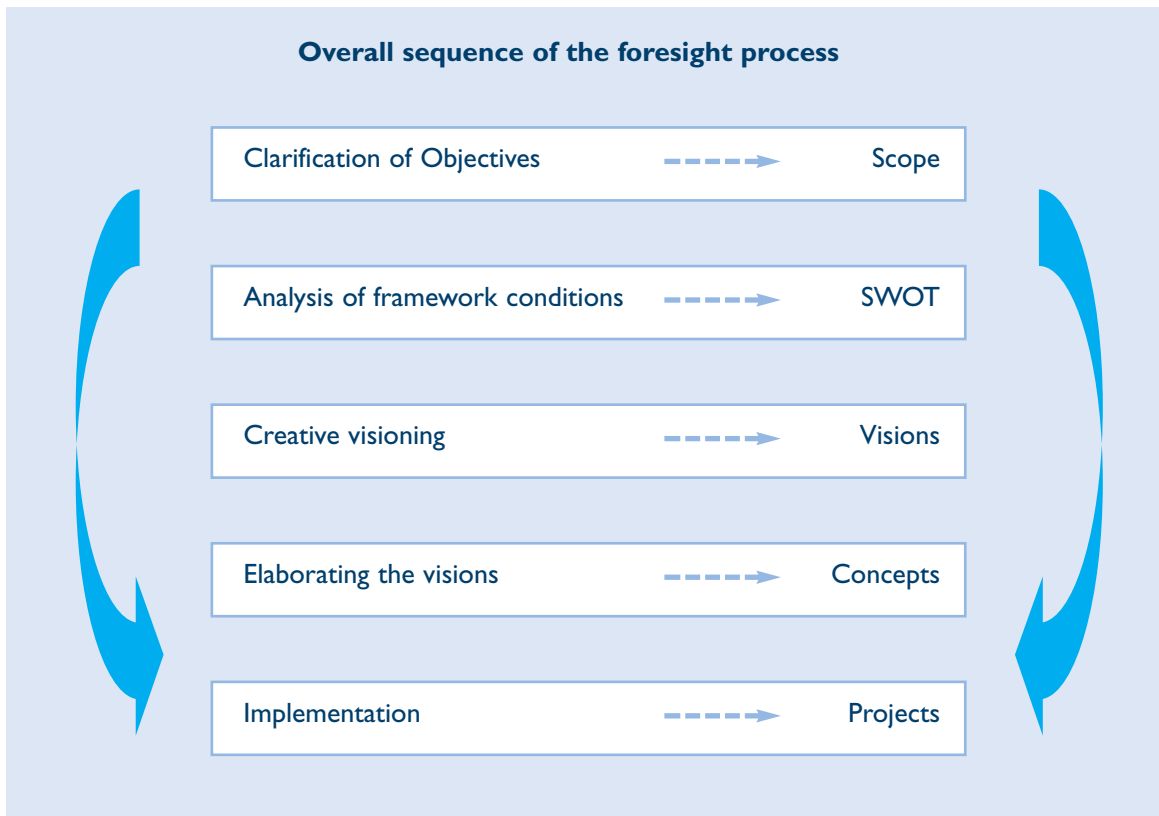 Overall sequence of the foresight process
Clarification of Objectives Scope
Analysis of framework conditions SWOT
Creative visioning Visions
Elaborating the visions Concepts
Implementation Projects